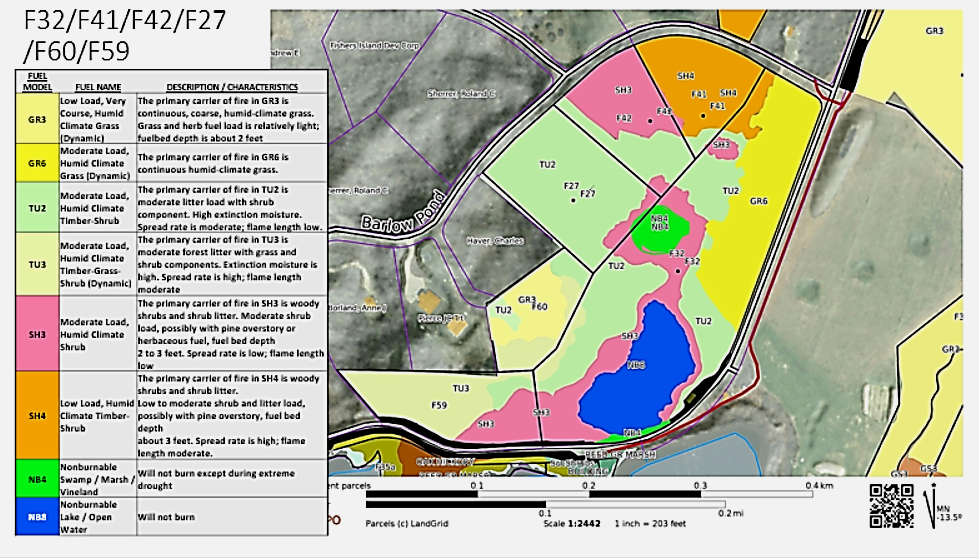 F32/F41/F42/F27
/F60/F59
FUEL
MODEL
FUEL NAME
DESCRIPTION / CHARACTERISTICS
GR3
Low Load, Very
Course, Humid
Climate Grass
(Dynamic)
The primary carrier of fire in GR3 is
continuous, coarse, humid-climate grass.
Grass and herb fuel load is relatively light;
fuelbed depth is about 2 feet
GR6
Moderate Load,
Humid Climate
Grass (Dynamic)
The primary carrier of fire in GR6 is
continuous humid-climate grass.
TU2
Moderate Load,
Humid Climate
Timber-Shrub
The primary carrier of fire in TU2 is
moderate litter load with shrub
component. High extinction moisture.
Spread rate is moderate; flame length low.
TU3
Moderate Load,
Humid Climate
Timber-Grass-
Shrub (Dynamic)
The primary carrier of fire in TU3 is
moderate forest litter with grass and
shrub components. Extinction moisture is
high. Spread rate is high; flame length
moderate
SH3
Moderate Load,
Humid Climate
Shrub
The primary carrier of fire in SH3 is woody
shrubs and shrub litter. Moderate shrub
load, possibly with pine overstory or
herbaceous fuel, fuel bed depth
2 to 3 feet. Spread rate is low; flame length
low
SH4
Low Load, Humid
Climate Timber-
Shrub
The primary carrier of fire in SH4 is woody
shrubs and shrub litter.
Low to moderate shrub and litter load,
possibly with pine overstory, fuel bed
depth
about 3 feet. Spread rate is high; flame
length moderate.
NB4
Nonburnable
Swamp / Marsh /
Vineland
Will not burn except during extreme
drought
NB8
Nonburnable
Lake / Open
Water
Will not burn
Fishers Island Dev Corp
drew E
Sherrer, Roland C
errer, Roland C
Barlow Pond
Haver, Charles
orland, Anne
GR3
SH3
SH4
F41
SH4
F41
F42
SH3
TU2
TU2
GR6
F27
F27
NB4
NB4
F32
F32
TU2
GR3
F60
TU2
TU2
SH3
TU3
F59
SH3
SH3
NB4
GR3
F35a
BUILDING
GS3
GS3
ent parcels
0.1
0.2
0.3
0.4 km
0.1
0.2 mi
Parcels (c) LandGrid
Scale 1:2442
1 inch = 203 feet
MN
-13.5º